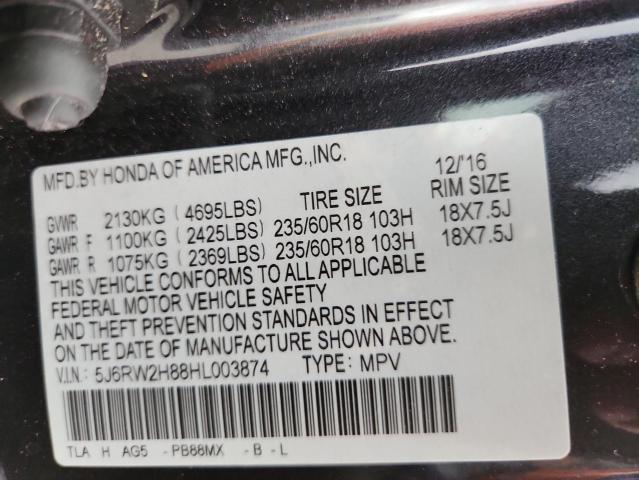 MFD.BY HONDA OF AMERICA MFG.,INC. 12/'16
GVWR 2130KG (4695LBS) TIRE SIZE RIM SIZE
GAWR F 1100KG (2425LBS) 235/60R18 103H 18X7.5J
GAWR R 1075KG (2369LBS) 235/60R18 103H 18X7.5J
THIS VEHICLE CONFORMS TO ALL APPLICABLE
FEDERAL MOTOR VEHICLE SAFETY
AND THEFT PREVENTION STANDARDS IN EFFECT
ON THE DATE OF MANUFACTURE SHOWN ABOVE.
V.I.N.: 5J6RW2H88HL003874 TYPE: MPV
TLA H AG5 -PB88MX -B -L